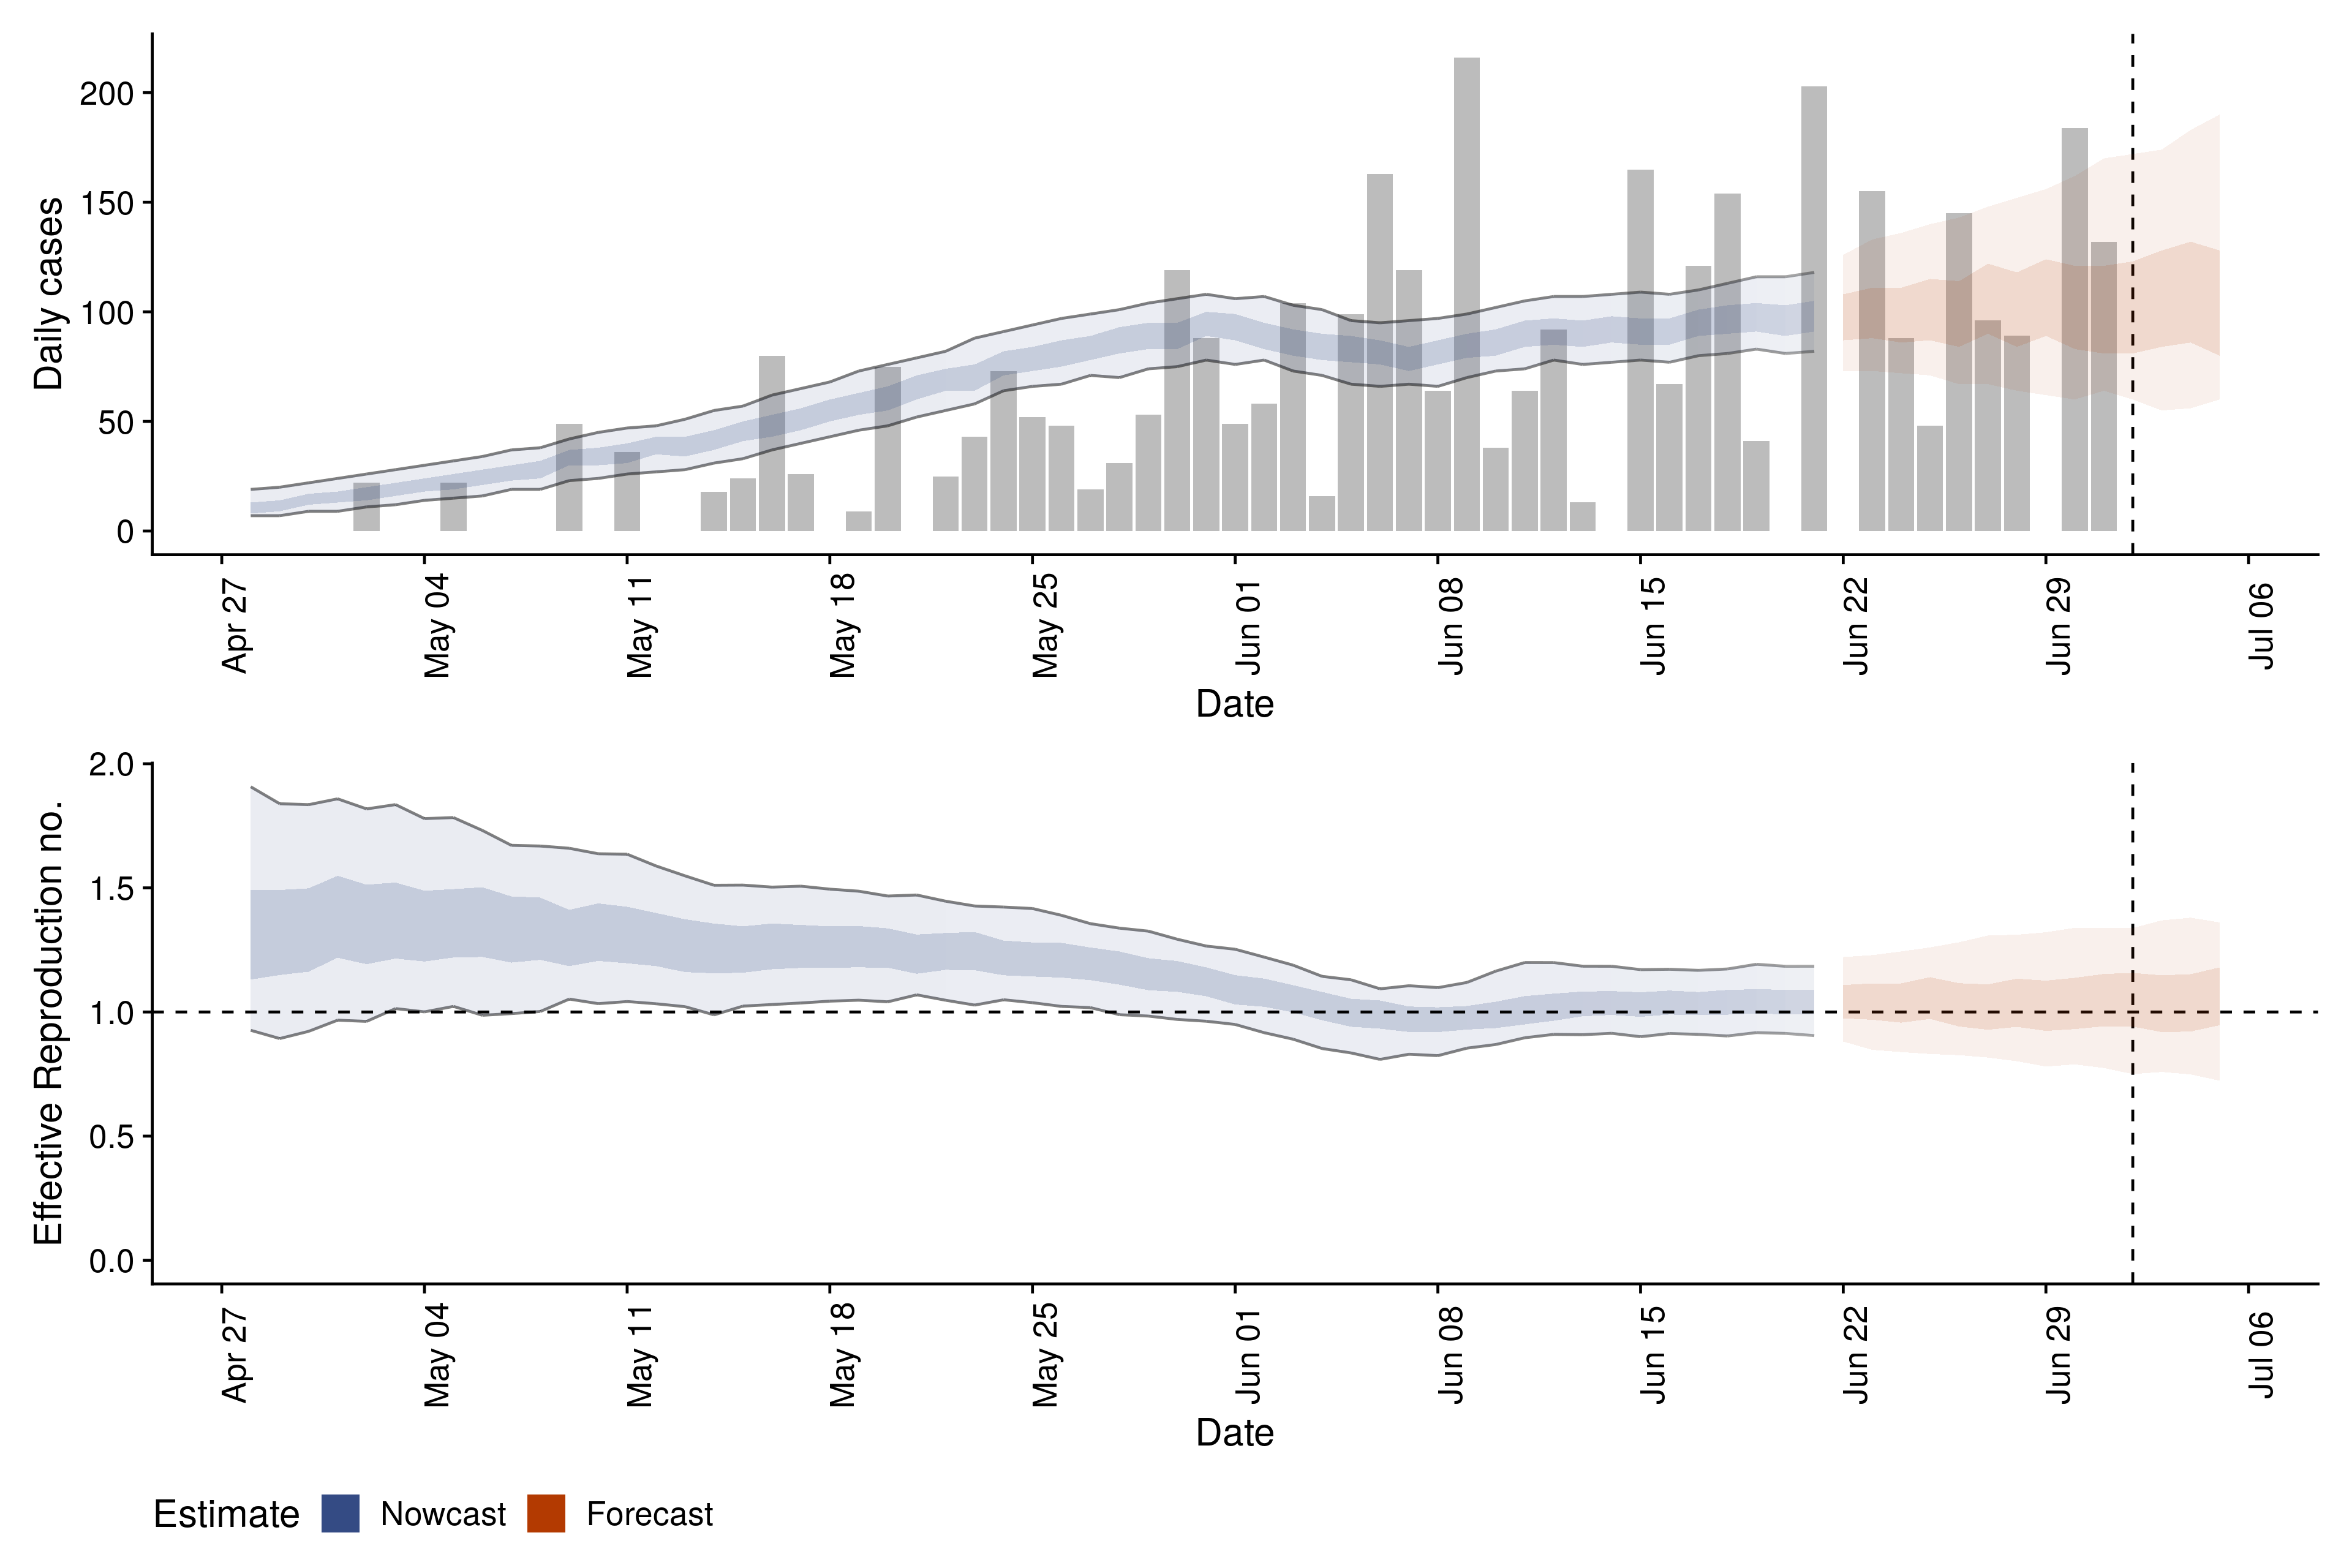 Daily cases
200
150
100
50
0
Apr 27
May 04
May 11
May 18
May 25
Jun 01
Jun 08
Jun 15
Jun 22
Jun 29
Jul 06
Date
Effective Reproduction no.
2.0
1.5
1.0
0.5
0.0
Apr 27
May 04
May 11
May 18
May 25
Jun 01
Jun 08
Jun 15
Jun 22
Jun 29
Jul 06
Date
Estimate Nowcast Forecast